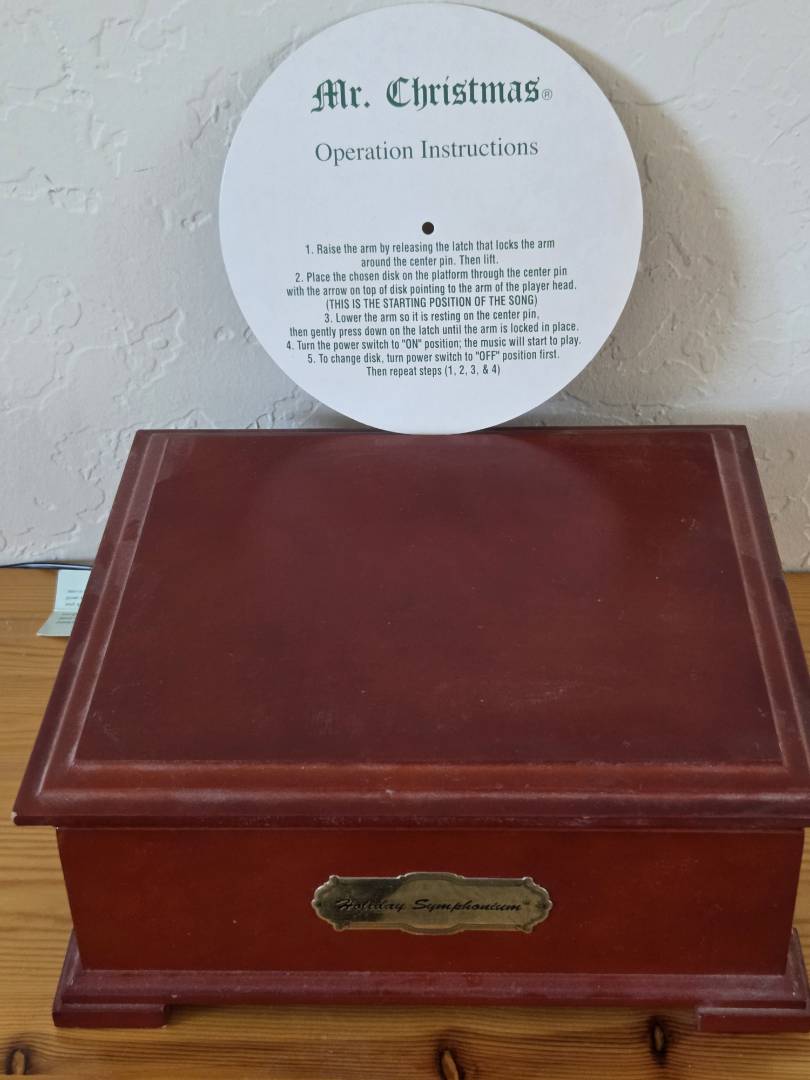 Mr. Christmas®
Operation Instructions
1. Raise the arm by releasing the latch that locks the arm
around the center pin. Then lift.
2. Place the chosen disk on the platform through the center pin
with the arrow on top of disk pointing to the arm of the player head.
(THIS IS THE STARTING POSITION OF THE SONG)
3. Lower the arm so it is resting on the center pin,
then gently press down on the latch until the arm is locked in place.
4. Turn the power switch to "ON" position; the music will start to play.
5. To change disk, turn power switch to "OFF" position first.
Then repeat steps (1, 2, 3, & 4)
Holiday Symphonium